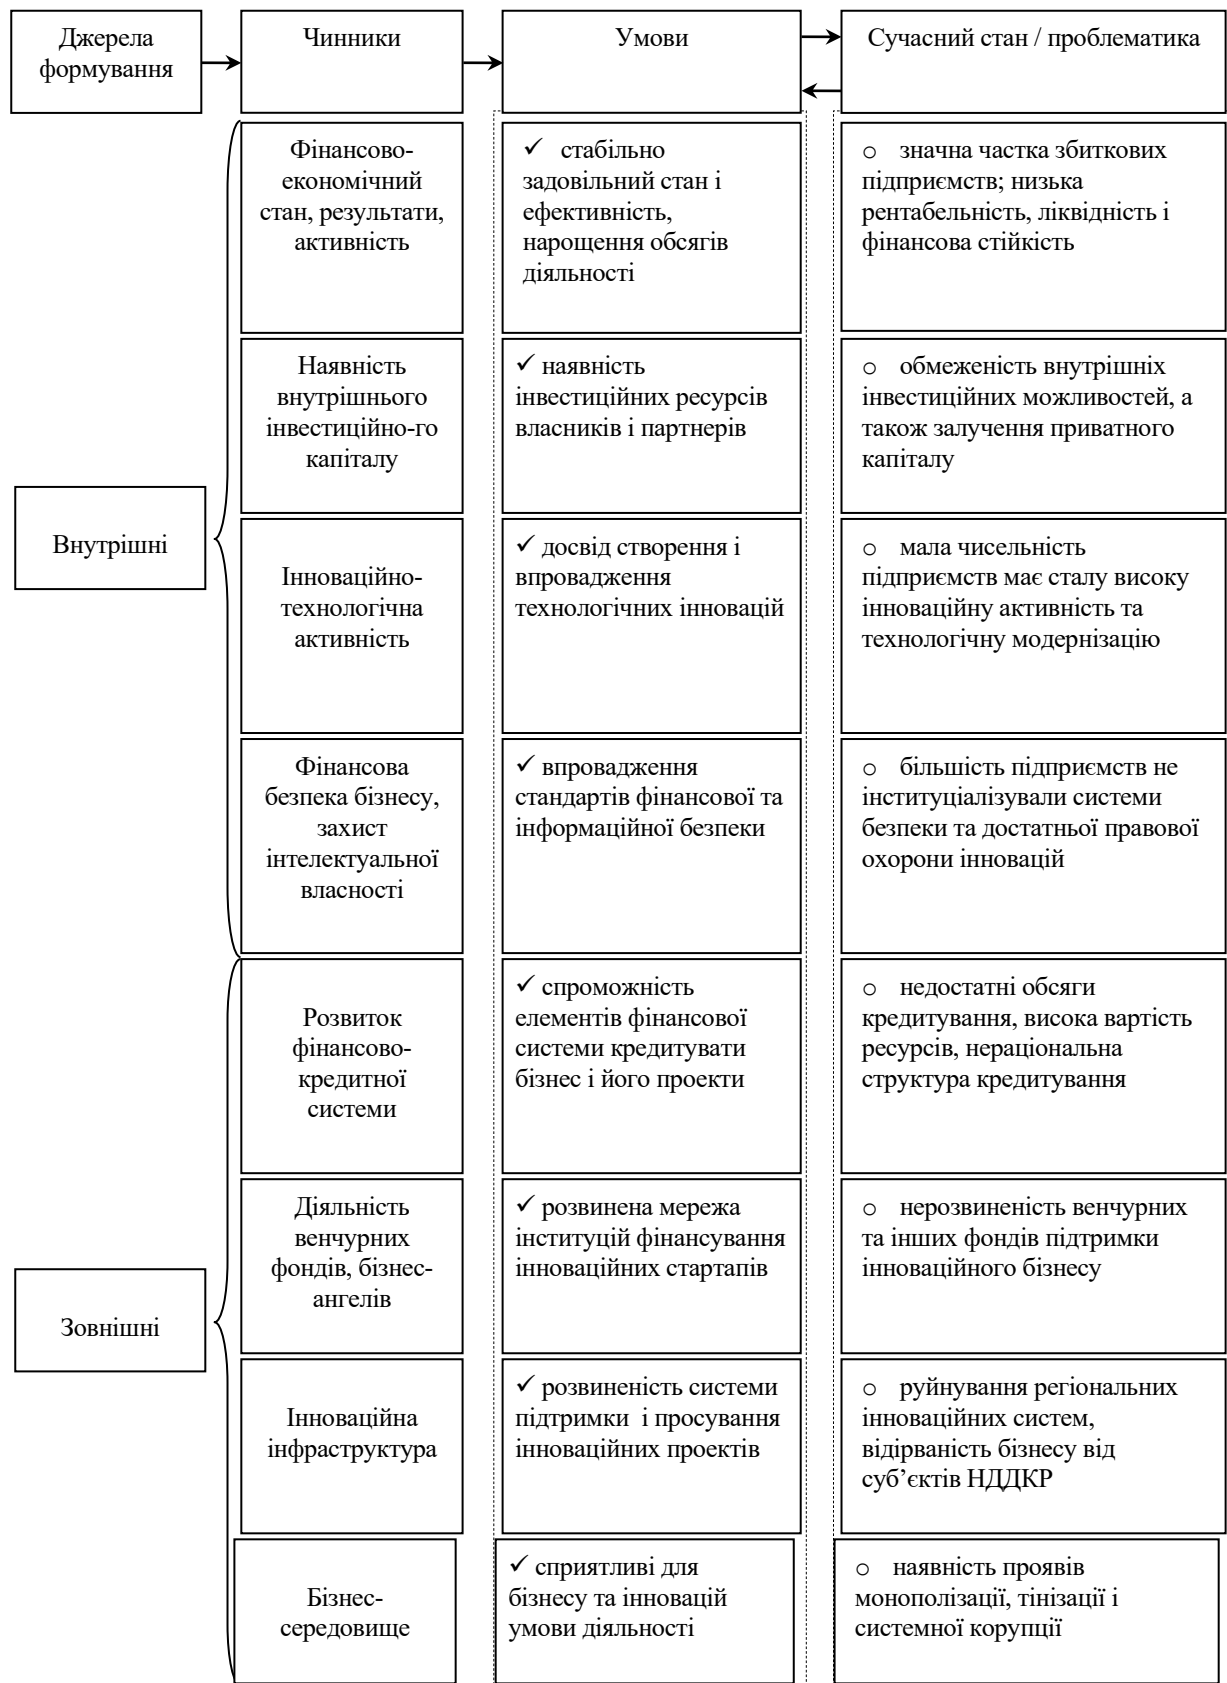 Джерела
формування
Чинники
Умови
Сучасний стан / проблематика
Внутрішні
Фінансово-
економічний
стан, результати,
активність
✓ стабільно
задовільний стан і
ефективність,
нарощення обсягів
діяльності
o значна частка збиткових
підприємств; низька
рентабельність, ліквідність і
фінансова стійкість
Наявність
внутрішнього
інвестиційно-го
капіталу
✓ наявність
інвестиційних ресурсів
власників і партнерів
o обмеженість внутрішніх
інвестиційних можливостей, а
також залучення приватного
капіталу
Інноваційно-
технологічна
активність
✓ досвід створення і
впровадження
технологічних інновацій
o мала чисельність
підприємств має сталу високу
інноваційну активність та
технологічну модернізацію
Фінансова
безпека бізнесу,
захист
інтелектуальної
власності
✓ впровадження
стандартів фінансової та
інформаційної безпеки
o більшість підприємств не
інституціалізували системи
безпеки та достатньої правової
охорони інновацій
Зовнішні
Розвиток
фінансово-
кредитної
системи
✓ спроможність
елементів фінансової
системи кредитувати
бізнес і його проекти
o недостатні обсяги
кредитування, висока вартість
ресурсів, нераціональна
структура кредитування
Діяльність
венчурних
фондів, бізнес-
ангелів
✓ розвинена мережа
інституцій фінансування
інноваційних стартапів
o нерозвиненість венчурних
та інших фондів підтримки
інноваційного бізнесу
Інноваційна
інфраструктура
✓ розвиненість системи
підтримки і просування
інноваційних проектів
o руйнування регіональних
інноваційних систем,
відірваність бізнесу від
суб’єктів НДДКР
Бізнес-
середовище
✓ сприятливі для
бізнесу та інновацій
умови діяльності
o наявність проявів
монополізації, тінізації і
системної корупції